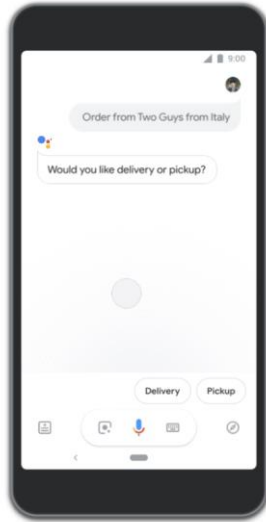 9:00
Order from Two Guys from Italy
Would you like delivery or pickup?
Delivery
Pickup